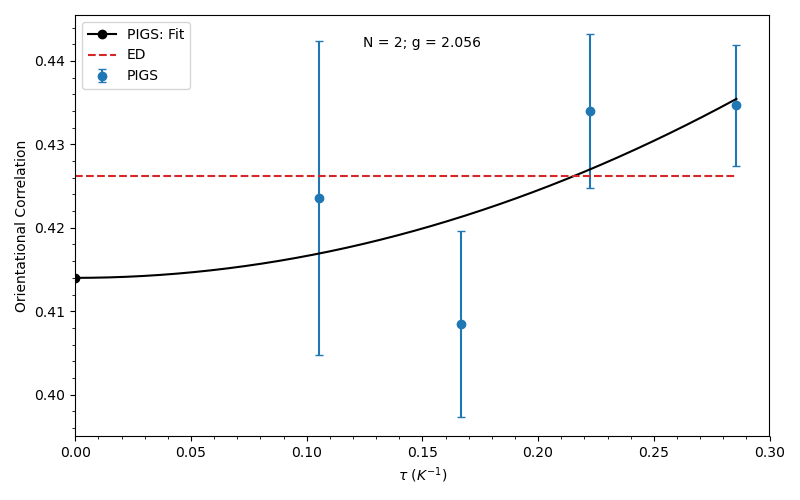 PIGS: Fit
ED
PIGS
N = 2; g = 2.056
Orientational Correlation
0.44
0.43
0.42
0.41
0.40
0.00 0.05 0.10 0.15 0.20 0.25 0.30
τ (K⁻¹)